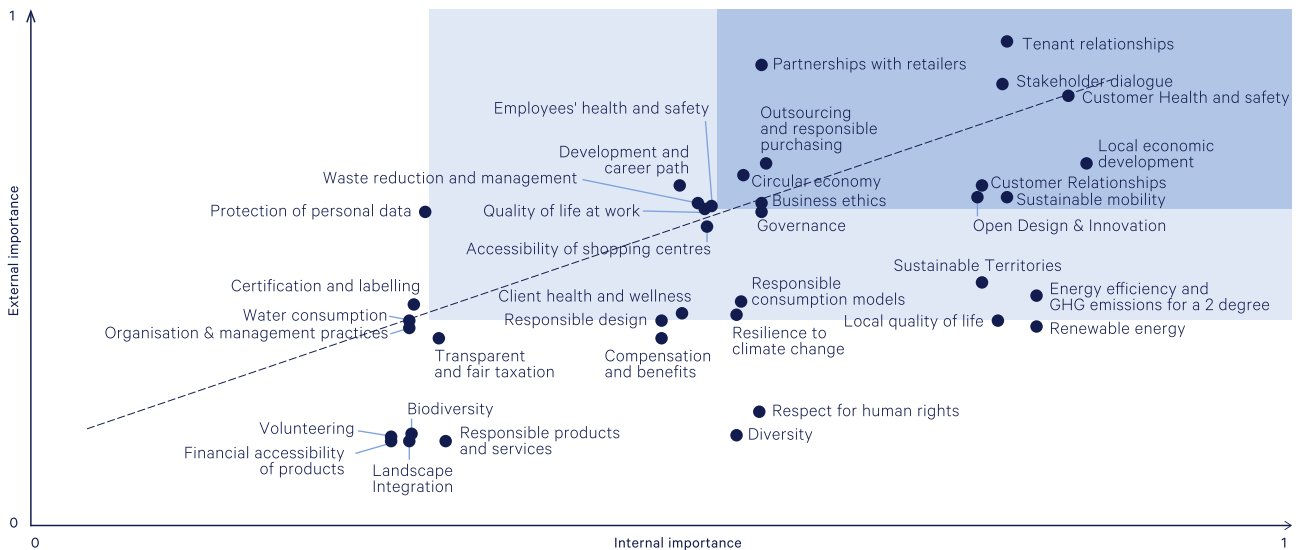 1
Tenant relationships
Partnerships with retailers
Stakeholder dialogue
Customer Health and safety
Employees' health and safety
Outsourcing
and responsible
purchasing
Development and
career path
Local economic
development
Waste reduction and management
Circular economy
Customer Relationships
Business ethics
Sustainable mobility
Protection of personal data
Quality of life at work
Governance
Open Design & Innovation
Accessibility of shopping centres
External importance
Sustainable Territories
Certification and labelling
Client health and wellness
Responsible
consumption models
Energy efficiency and
GHG emissions for a 2 degree
Water consumption
Responsible design
Local quality of life
Renewable energy
Organisation & management practices
Resilience to
climate change
Transparent
and fair taxation
Compensation
and benefits
Biodiversity
Respect for human rights
Volunteering
Responsible products
and services
Diversity
Financial accessibility
of products
Landscape
Integration
0
0
Internal importance
1